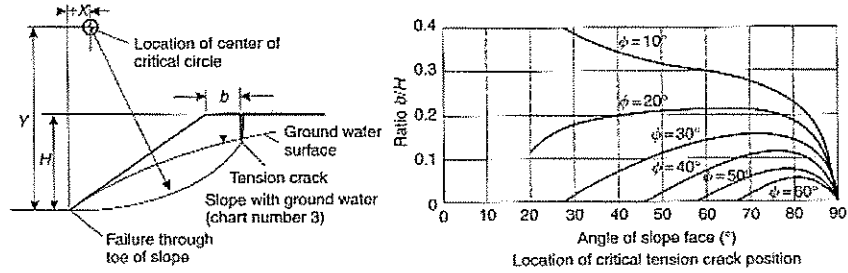 +X
Location of center of
critical circle
b
Y
H
Ground water
surface
Tension crack
Slope with ground water
(chart number 3)
Failure through
toe of slope
Ratio b/H
0.4
0.3
0.2
0.1
0
ϕ=10°
ϕ=20°
ϕ=30°
ϕ=40°
ϕ=50°
ϕ=60°
0 10 20 30 40 50 60 70 80 90
Angle of slope face (°)
Location of critical tension crack position